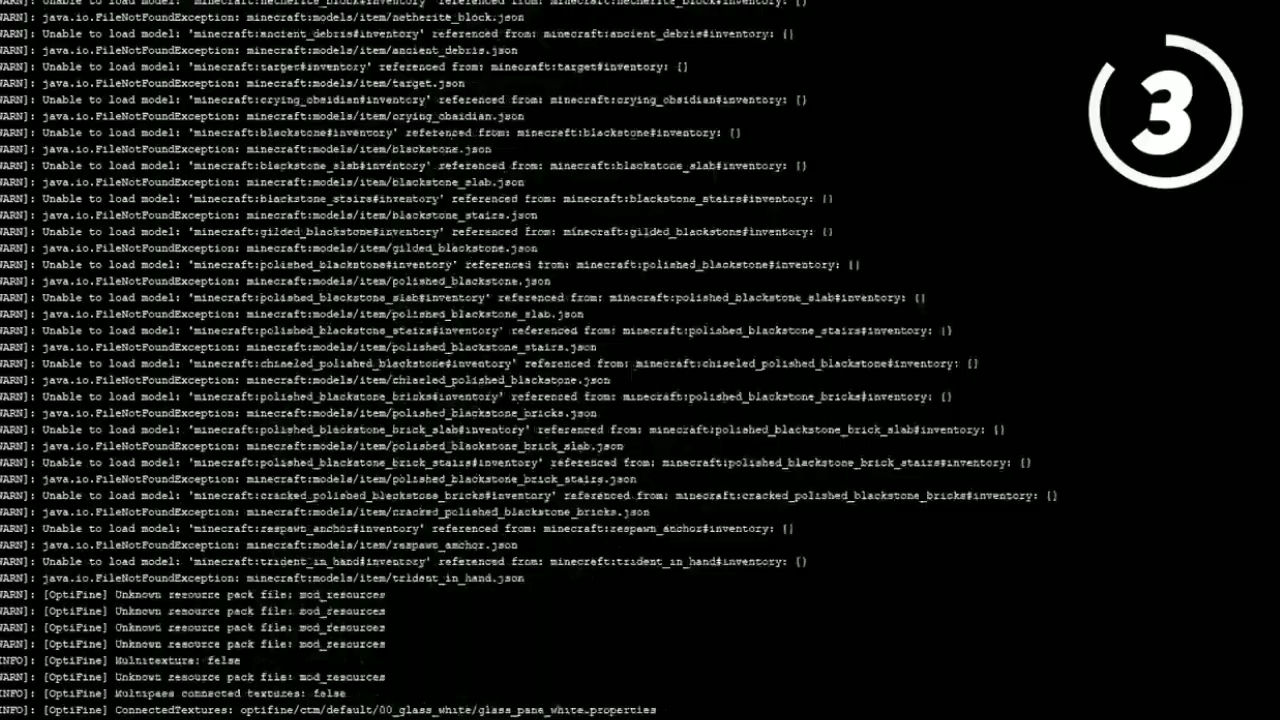 WARN]: Unable to load model: 'minecraft:netherite_block#inventory' referenced from: minecraft:netherite_block#inventory: {}
WARN]: java.io.FileNotFoundException: minecraft:models/item/netherite_block.json
WARN]: Unable to load model: 'minecraft:ancient_debris#inventory' referenced from: minecraft:ancient_debris#inventory: {}
WARN]: java.io.FileNotFoundException: minecraft:models/item/ancient_debris.json
WARN]: Unable to load model: 'minecraft:target#inventory' referenced from: minecraft:target#inventory: {}
WARN]: java.io.FileNotFoundException: minecraft:models/item/target.json
WARN]: Unable to load model: 'minecraft:crying_obsidian#inventory' referenced from: minecraft:crying_obsidian#inventory: {}
WARN]: java.io.FileNotFoundException: minecraft:models/item/crying_obsidian.json
WARN]: Unable to load model: 'minecraft:blackstone#inventory' referenced from: minecraft:blackstone#inventory: {}
WARN]: java.io.FileNotFoundException: minecraft:models/item/blackstone.json
WARN]: Unable to load model: 'minecraft:blackstone_slab#inventory' referenced from: minecraft:blackstone_slab#inventory: {}
WARN]: java.io.FileNotFoundException: minecraft:models/item/blackstone_slab.json
WARN]: Unable to load model: 'minecraft:blackstone_stairs#inventory' referenced from: minecraft:blackstone_stairs#inventory: {}
WARN]: java.io.FileNotFoundException: minecraft:models/item/blackstone_stairs.json
WARN]: Unable to load model: 'minecraft:gilded_blackstone#inventory' referenced from: minecraft:gilded_blackstone#inventory: {}
WARN]: java.io.FileNotFoundException: minecraft:models/item/gilded_blackstone.json
WARN]: Unable to load model: 'minecraft:polished_blackstone#inventory' referenced from: minecraft:polished_blackstone#inventory: {}
WARN]: java.io.FileNotFoundException: minecraft:models/item/polished_blackstone.json
WARN]: Unable to load model: 'minecraft:polished_blackstone_slab#inventory' referenced from: minecraft:polished_blackstone_slab#inventory: {}
WARN]: java.io.FileNotFoundException: minecraft:models/item/polished_blackstone_slab.json
WARN]: Unable to load model: 'minecraft:polished_blackstone_stairs#inventory' referenced from: minecraft:polished_blackstone_stairs#inventory: {}
WARN]: java.io.FileNotFoundException: minecraft:models/item/polished_blackstone_stairs.json
WARN]: Unable to load model: 'minecraft:chiseled_polished_blackstone#inventory' referenced from: minecraft:chiseled_polished_blackstone#inventory: {}
WARN]: java.io.FileNotFoundException: minecraft:models/item/chiseled_polished_blackstone.json
WARN]: Unable to load model: 'minecraft:polished_blackstone_bricks#inventory' referenced from: minecraft:polished_blackstone_bricks#inventory: {}
WARN]: java.io.FileNotFoundException: minecraft:models/item/polished_blackstone_bricks.json
WARN]: Unable to load model: 'minecraft:polished_blackstone_brick_slab#inventory' referenced from: minecraft:polished_blackstone_brick_slab#inventory: {}
WARN]: java.io.FileNotFoundException: minecraft:models/item/polished_blackstone_brick_slab.json
WARN]: Unable to load model: 'minecraft:polished_blackstone_brick_stairs#inventory' referenced from: minecraft:polished_blackstone_brick_stairs#inventory: {}
WARN]: java.io.FileNotFoundException: minecraft:models/item/polished_blackstone_brick_stairs.json
WARN]: Unable to load model: 'minecraft:cracked_polished_blackstone_bricks#inventory' referenced from: minecraft:cracked_polished_blackstone_bricks#inventory: {}
WARN]: java.io.FileNotFoundException: minecraft:models/item/cracked_polished_blackstone_bricks.json
WARN]: Unable to load model: 'minecraft:respawn_anchor#inventory' referenced from: minecraft:respawn_anchor#inventory: {}
WARN]: java.io.FileNotFoundException: minecraft:models/item/respawn_anchor.json
WARN]: Unable to load model: 'minecraft:trident_in_hand#inventory' referenced from: minecraft:trident_in_hand#inventory: {}
WARN]: java.io.FileNotFoundException: minecraft:models/item/trident_in_hand.json
WARN]: [OptiFine] Unknown resource pack file: mod_resources
WARN]: [OptiFine] Unknown resource pack file: mod_resources
WARN]: [OptiFine] Unknown resource pack file: mod_resources
WARN]: [OptiFine] Unknown resource pack file: mod_resources
INFO]: [OptiFine] Multitexture: false
WARN]: [OptiFine] Unknown resource pack file: mod_resources
INFO]: [OptiFine] Multipass connected textures: false
INFO]: [OptiFine] ConnectedTextures: optifine/ctm/default/00_glass_white/glass_pane_white.properties
3